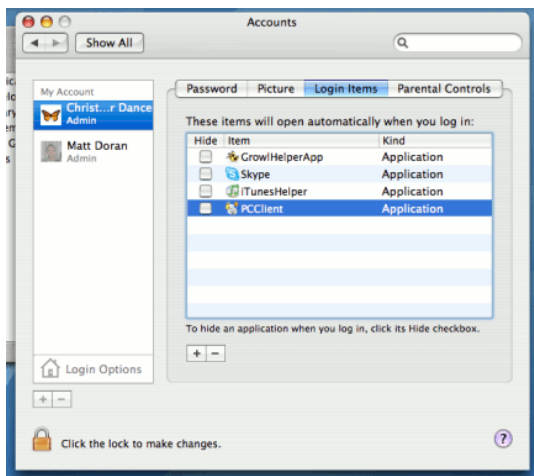 Accounts
Show All
My Account
Christ...r Dance
Admin
Matt Doran
Admin
Login Options
Password Picture Login Items Parental Controls
These items will open automatically when you log in:
Hide Item Kind
GrowlHelperApp Application
Skype Application
iTunesHelper Application
PCClient Application
To hide an application when you log in, click its Hide checkbox.
+ −
+ −
Click the lock to make changes.
?